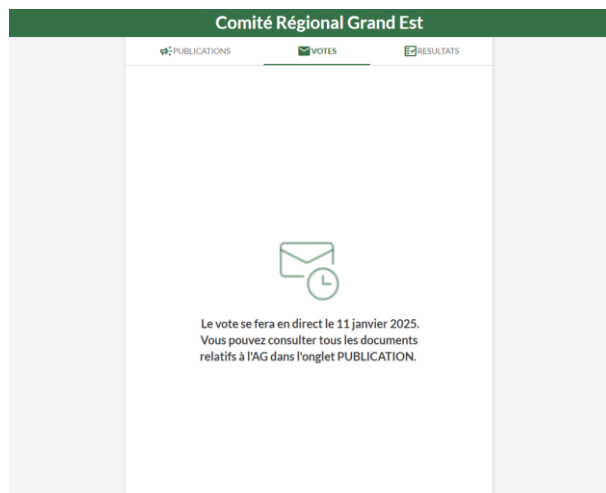 Comité Régional Grand Est
PUBLICATIONS
VOTES
RESULTATS
Le vote se fera en direct le 11 janvier 2025.
Vous pouvez consulter tous les documents
relatifs à l'AG dans l'onglet PUBLICATION.